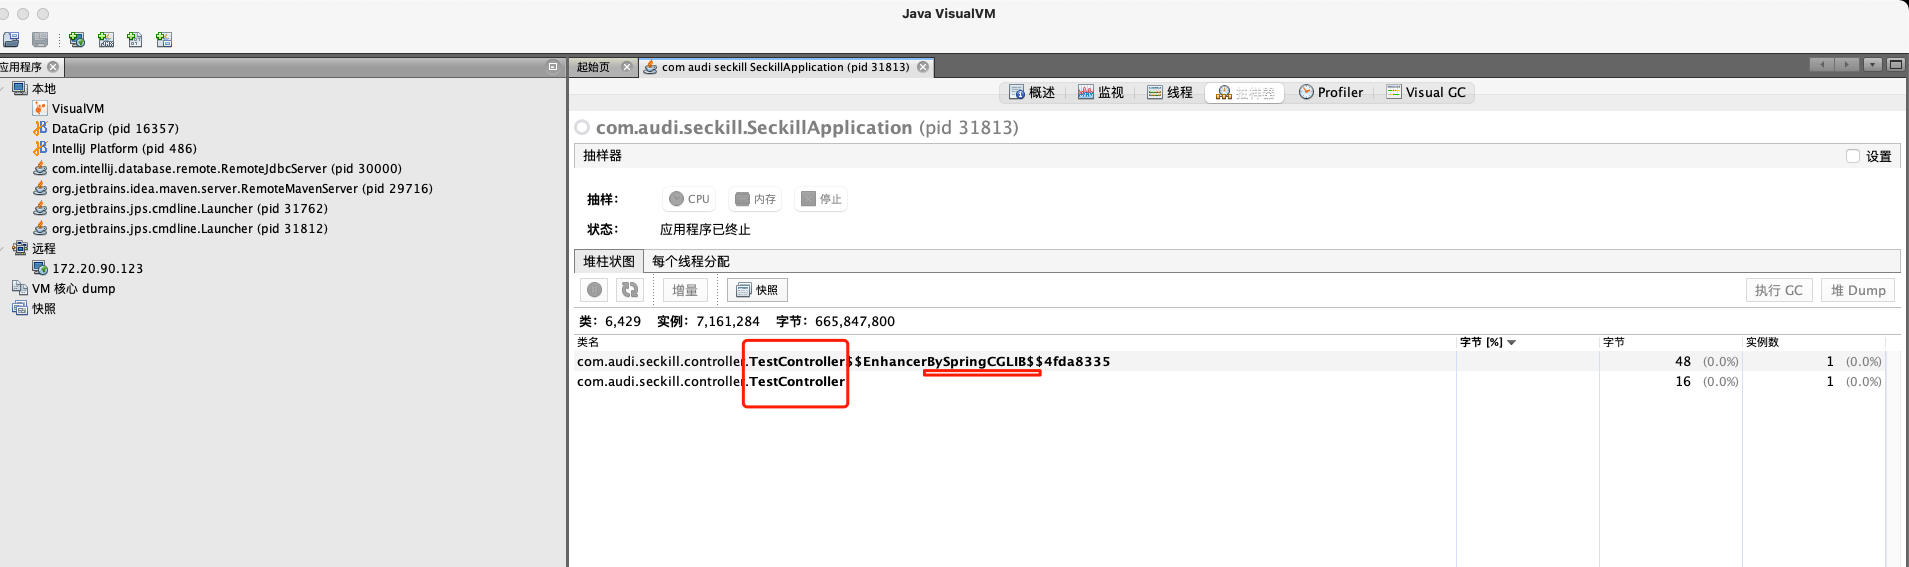 Java VisualVM
应用程序
本地
VisualVM
DataGrip (pid 16357)
IntelliJ Platform (pid 486)
com.intellij.database.remote.RemoteJdbcServer (pid 30000)
org.jetbrains.idea.maven.server.RemoteMavenServer (pid 29716)
org.jetbrains.jps.cmdline.Launcher (pid 31762)
org.jetbrains.jps.cmdline.Launcher (pid 31812)
远程
172.20.90.123
VM 核心 dump
快照
起始页 com audi seckill SeckillApplication (pid 31813)
概述 监视 线程 抽样器 Profiler Visual GC
com.audi.seckill.SeckillApplication (pid 31813)
抽样器 设置
抽样: CPU 内存 停止
状态: 应用程序已终止
堆柱状图 每个线程分配
增量 快照 执行 GC 堆 Dump
类: 6,429 实例: 7,161,284 字节: 665,847,800
类名 字节 [%] 字节 实例数
com.audi.seckill.controller.TestController$$EnhancerBySpringCGLIB$$4fda8335 48 (0.0%) 1 (0.0%)
com.audi.seckill.controller.TestController 16 (0.0%) 1 (0.0%)